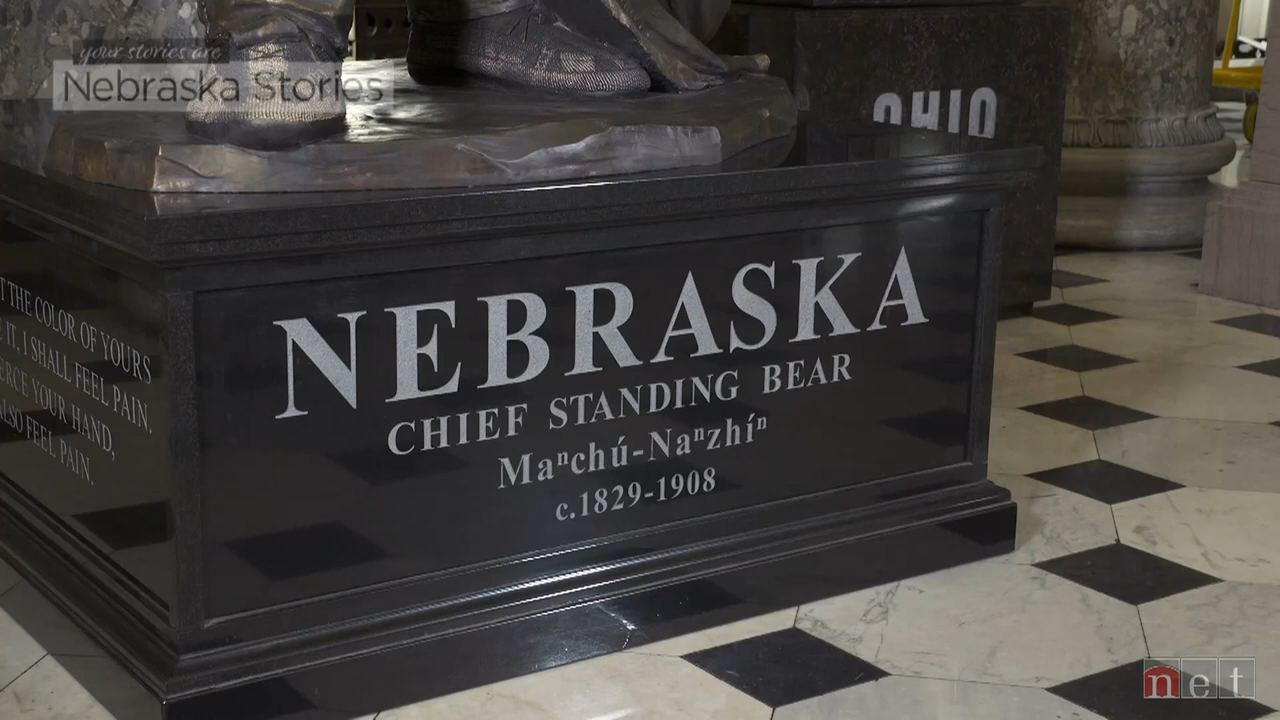 your stories are
Nebraska Stories
OHIO
THE COLOR OF YOURS
IT. I SHALL FEEL PAIN.
YOUR HAND,
ALSO FEEL PAIN.
NEBRASKA
CHIEF STANDING BEAR
Maⁿchú-Naⁿzhíⁿ
c.1829-1908
net